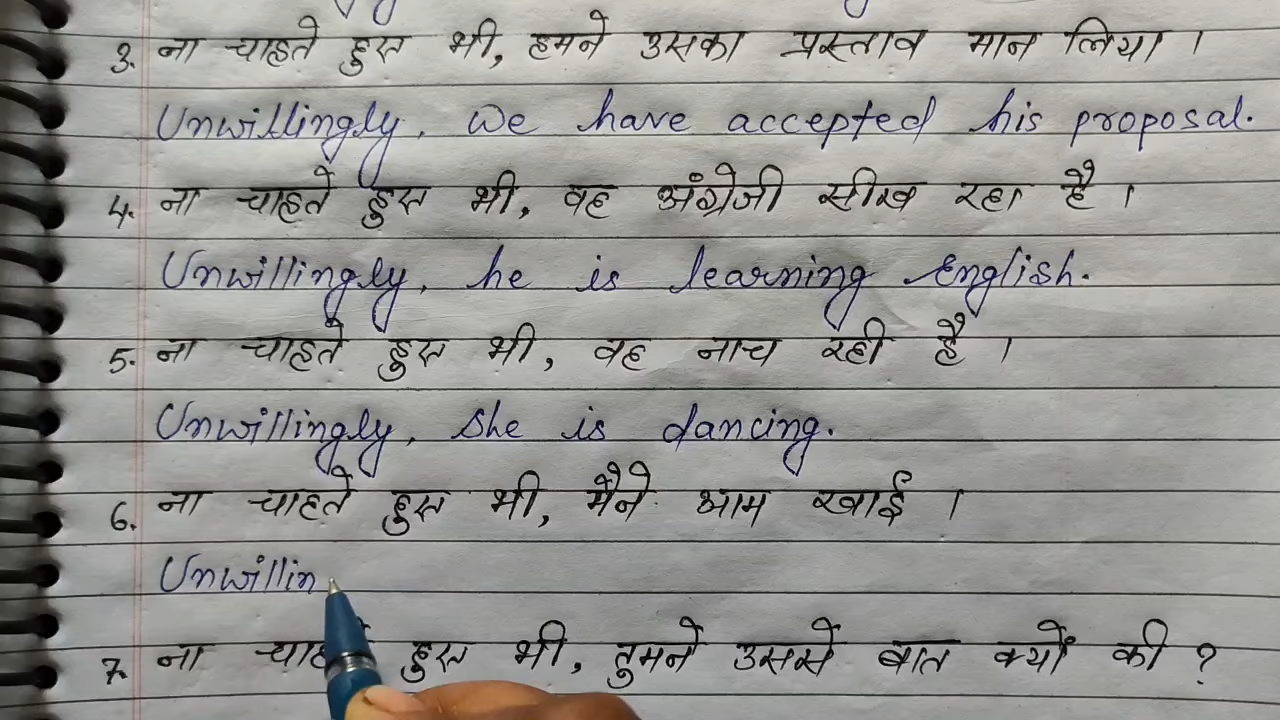 3. ना चाहते हुए भी, हमने उसका प्रस्ताव मान लिया ।
Unwillingly, We have accepted his proposal.
4. ना चाहते हुए भी, वह अंग्रेजी सीख रहा है ।
Unwillingly, he is learning English.
5. ना चाहते हुए भी, वह नाच रही है ।
Unwillingly, She is dancing.
6. ना चाहते हुए भी, मैने आम खाई ।
Unwillin
7. ना हुए भी, तुमने उससे बात क्यों की ?